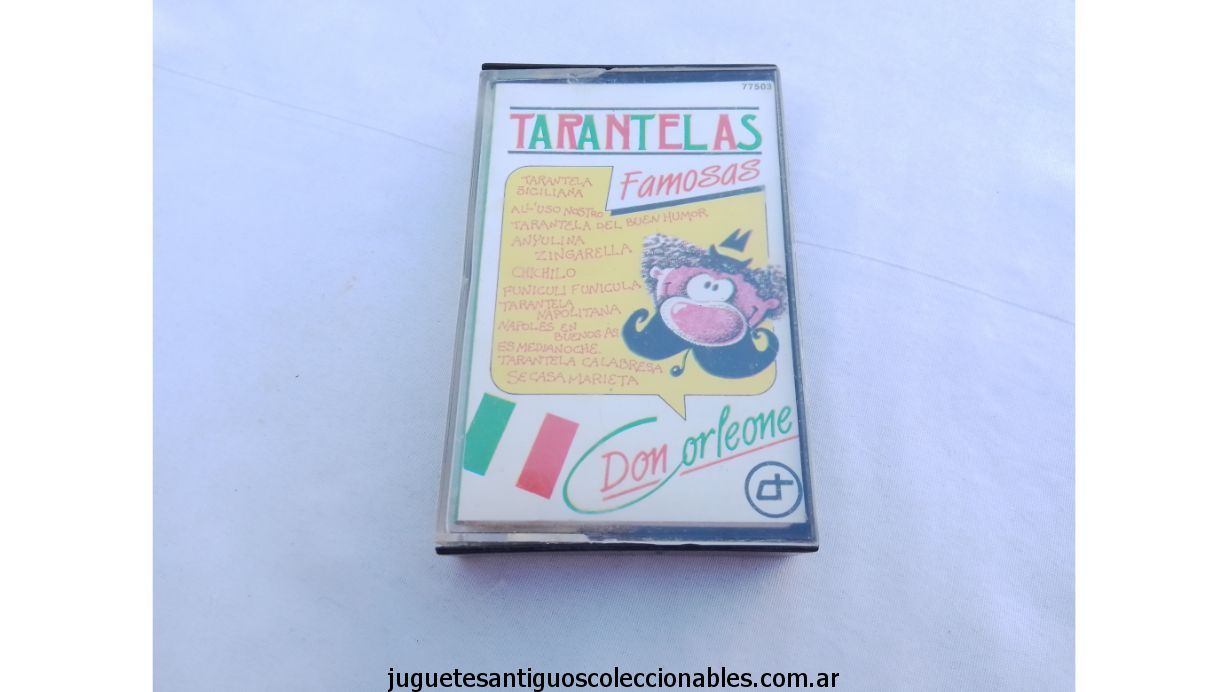 77503
TARANTELAS
Famosas
TARANTELA
SICILIANA
ALL'USO NOSTRO
TARANTELA DEL BUEN HUMOR
ANYULINA
ZINGARELLA
CHICHILO
FUNICULI FUNICULA
TARANTELA
NAPOLITANA
NAPOLES EN
BUENOS AS
ES MEDIANOCHE.
TARANTELA CALABRESA
SE CASA MARIETA
Don Corleone
juguetesantiguoscoleccionables.com.ar